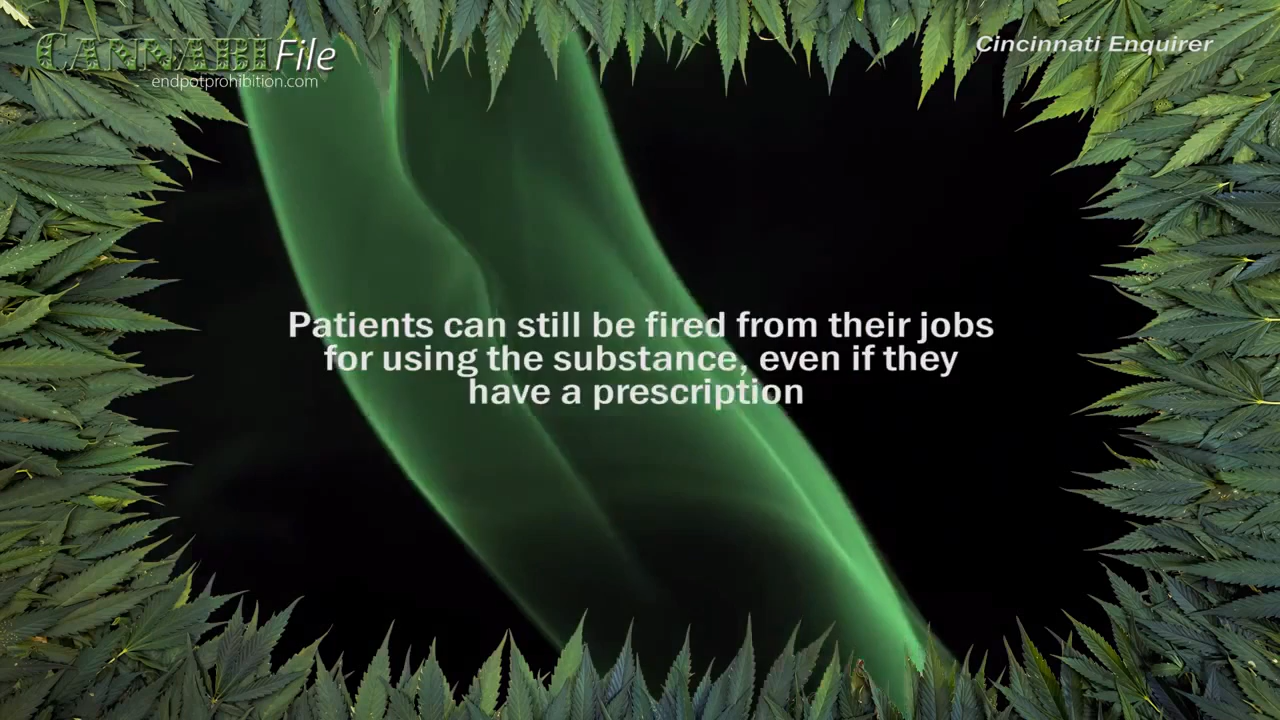 CANNABIFile
endpotprohibition.com
Cincinnati Enquirer
Patients can still be fired from their jobs
for using the substance, even if they
have a prescription